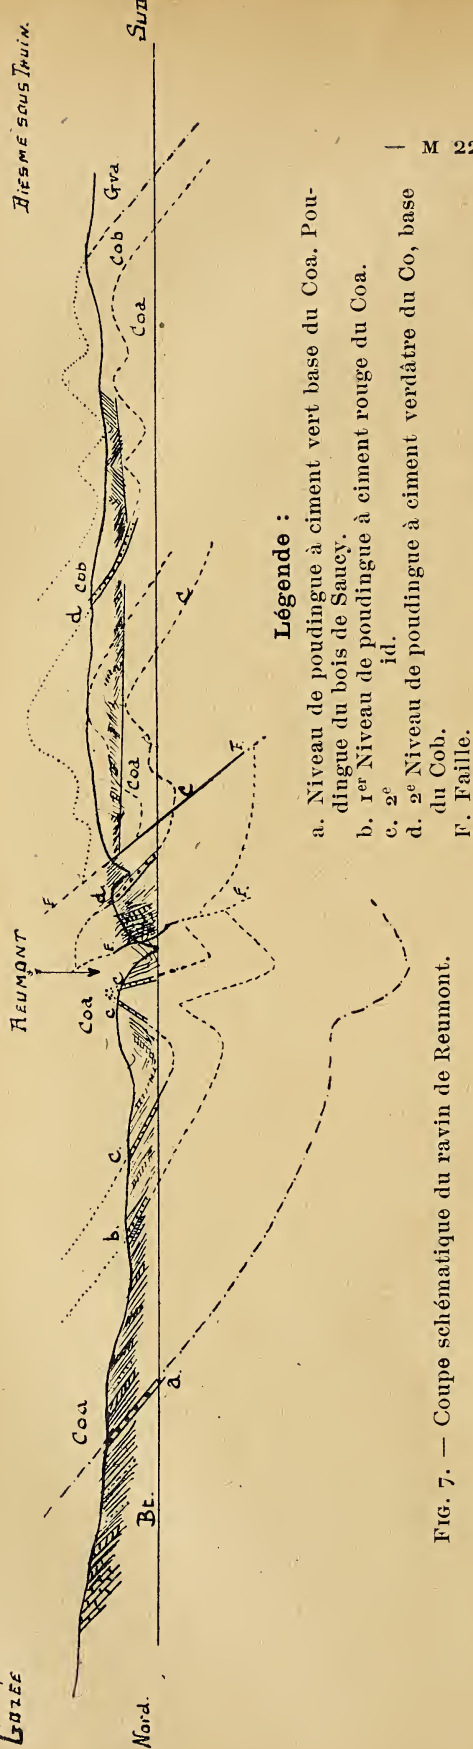 — M 22
GOZÉE
REUMONT
BIESME SOUS THUIN.
Nord.
Sud
Bt.
Coa
a.
b.
c.
Coa
c
c
F
F
d
F
F.
F.
c
Coa
c
d
Cob
Coa
Cob
Gva
Légende :
a. Niveau de poudingue à ciment vert base du Coa. Pou-
dingue du bois de Saucy.
b. 1er Niveau de poudingue à ciment rouge du Coa.
c. 2e id.
d. 2e Niveau de poudingue à ciment verdâtre du Co, base
du Cob.
F. Faille.
FIG. 7. — Coupe schématique du ravin de Reumont.